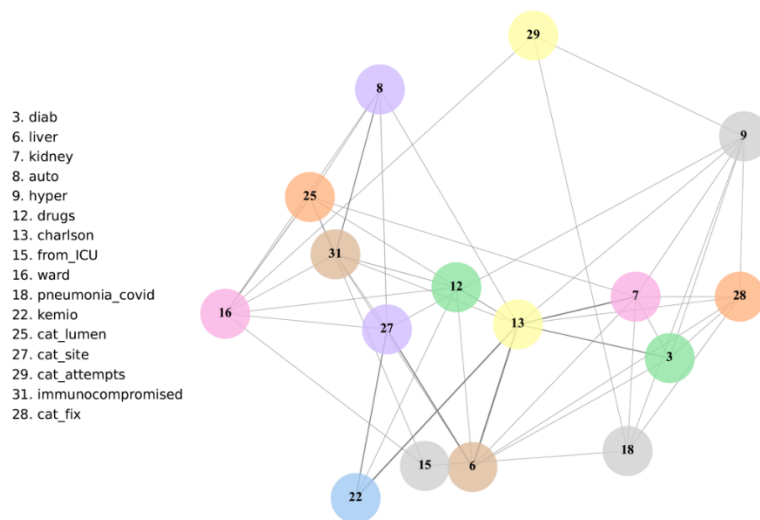 3. diab
6. liver
7. kidney
8. auto
9. hyper
12. drugs
13. charlson
15. from_ICU
16. ward
18. pneumonia_covid
22. kemio
25. cat_lumen
27. cat_site
29. cat_attempts
31. immunocompromised
28. cat_fix
29
8
9
25
31
12
7
28
16
27
13
3
18
15
6
22